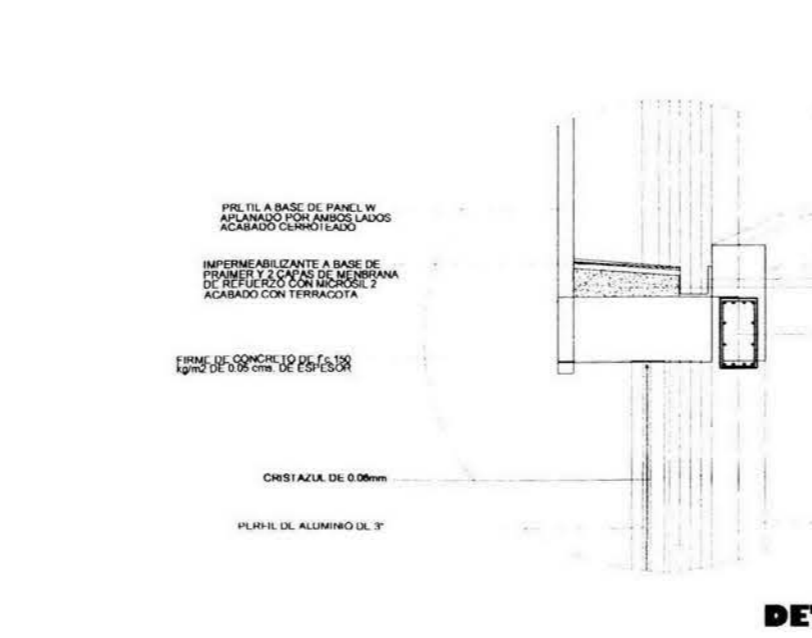 PRETIL A BASE DE PANEL W
APLANADO POR AMBOS LADOS
ACABADO CERROTEADO
IMPERMEABILIZANTE A BASE DE
PRAIMER Y 2 CAPAS DE MENBRANA
DE REFUERZO CON MICROSIL 2
ACABADO CON TERRACOTA
FIRME DE CONCRETO DE f'c 150
kg/m2 DE 0.05 cms. DE ESPESOR
CRISTAZUL DE 0.06mm
PERFIL DE ALUMINIO DE 3"
DET